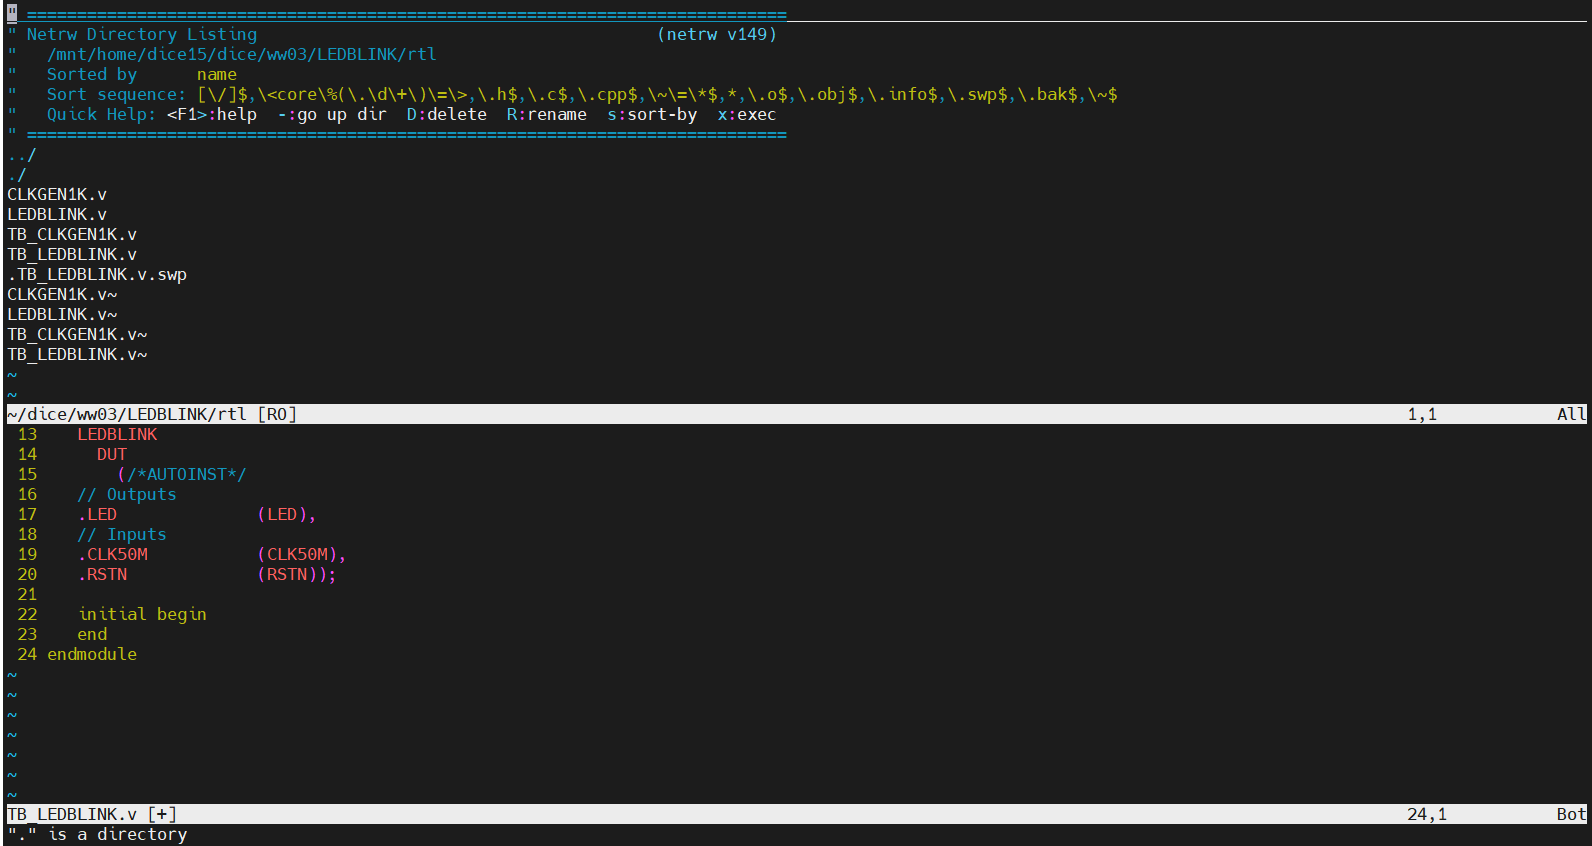 " ============================================================================
" Netrw Directory Listing                                        (netrw v149)
"   /mnt/home/dice15/dice/ww03/LEDBLINK/rtl
"   Sorted by      name
"   Sort sequence: [\/]$,\<core\%(\.\d\+\)\=\>,\.h$,\.c$,\.cpp$,\~\=\*$,*,\.o$,\.obj$,\.info$,\.swp$,\.bak$,\~$
"   Quick Help: <F1>:help  -:go up dir  D:delete  R:rename  s:sort-by  x:exec
" ============================================================================
../
./
CLKGEN1K.v
LEDBLINK.v
TB_CLKGEN1K.v
TB_LEDBLINK.v
.TB_LEDBLINK.v.swp
CLKGEN1K.v~
LEDBLINK.v~
TB_CLKGEN1K.v~
TB_LEDBLINK.v~
~
~
~/dice/ww03/LEDBLINK/rtl [RO]                                                                                                               1,1            All
 13    LEDBLINK
 14      DUT
 15        (/*AUTOINST*/
 16    // Outputs
 17    .LED              (LED),
 18    // Inputs
 19    .CLK50M           (CLK50M),
 20    .RSTN             (RSTN));
 21
 22    initial begin
 23    end
 24 endmodule
~
~
~
~
~
~
~
TB_LEDBLINK.v [+]                                                                                                                           24,1           Bot
"." is a directory